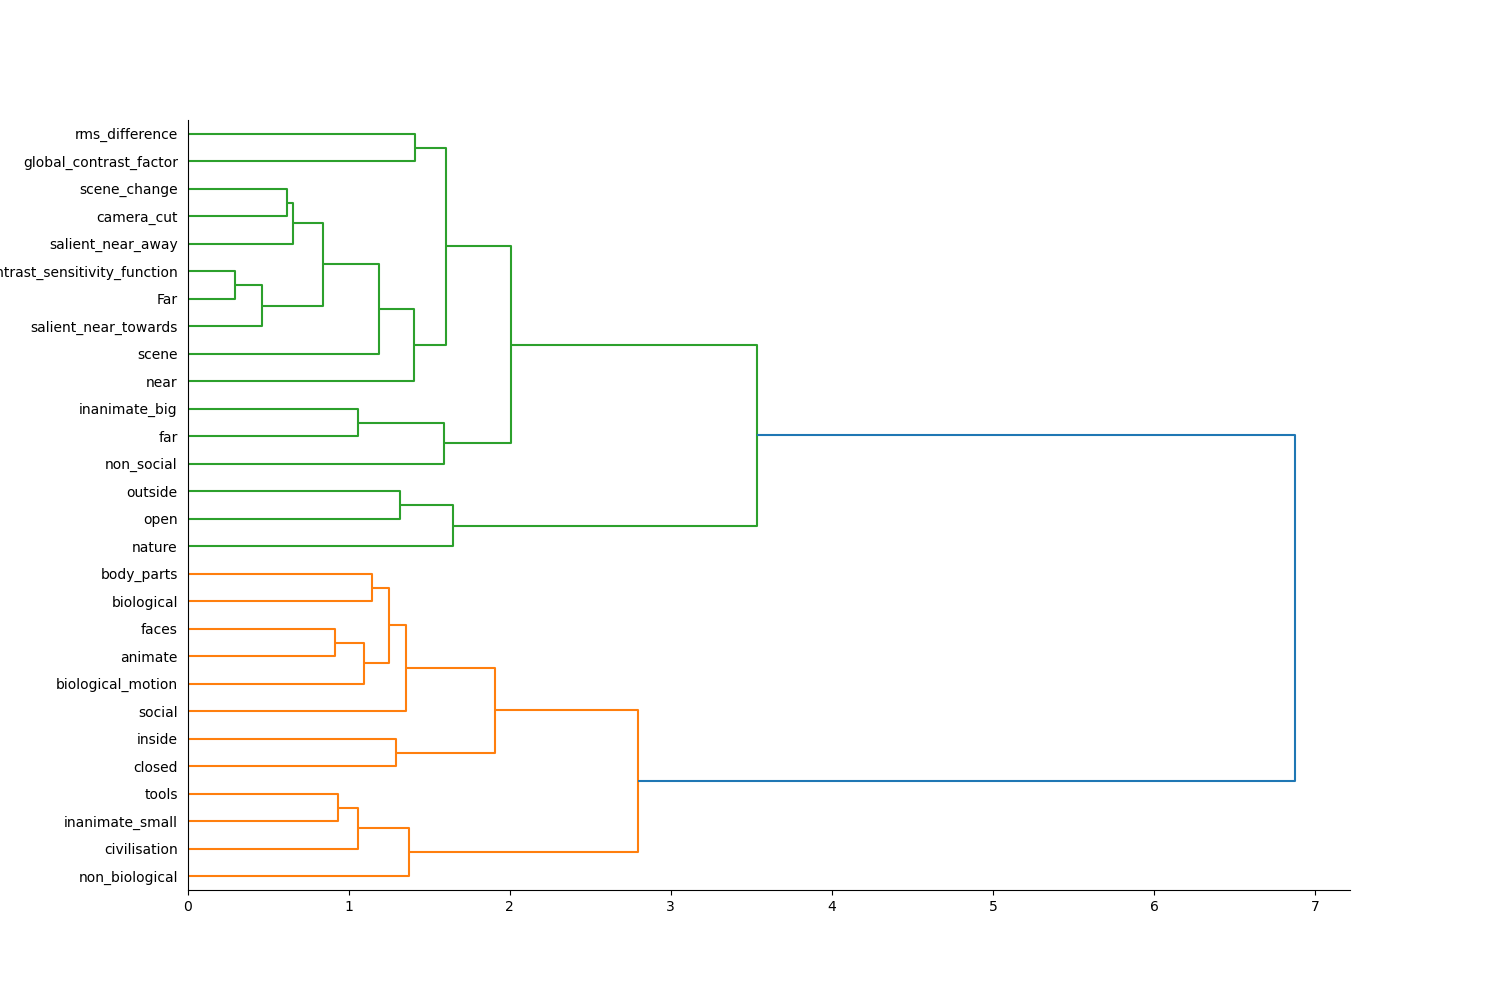 rms_difference
global_contrast_factor
scene_change
camera_cut
salient_near_away
ntrast_sensitivity_function
Far
salient_near_towards
scene
near
inanimate_big
far
non_social
outside
open
nature
body_parts
biological
faces
animate
biological_motion
social
inside
closed
tools
inanimate_small
civilisation
non_biological
0 1 2 3 4 5 6 7